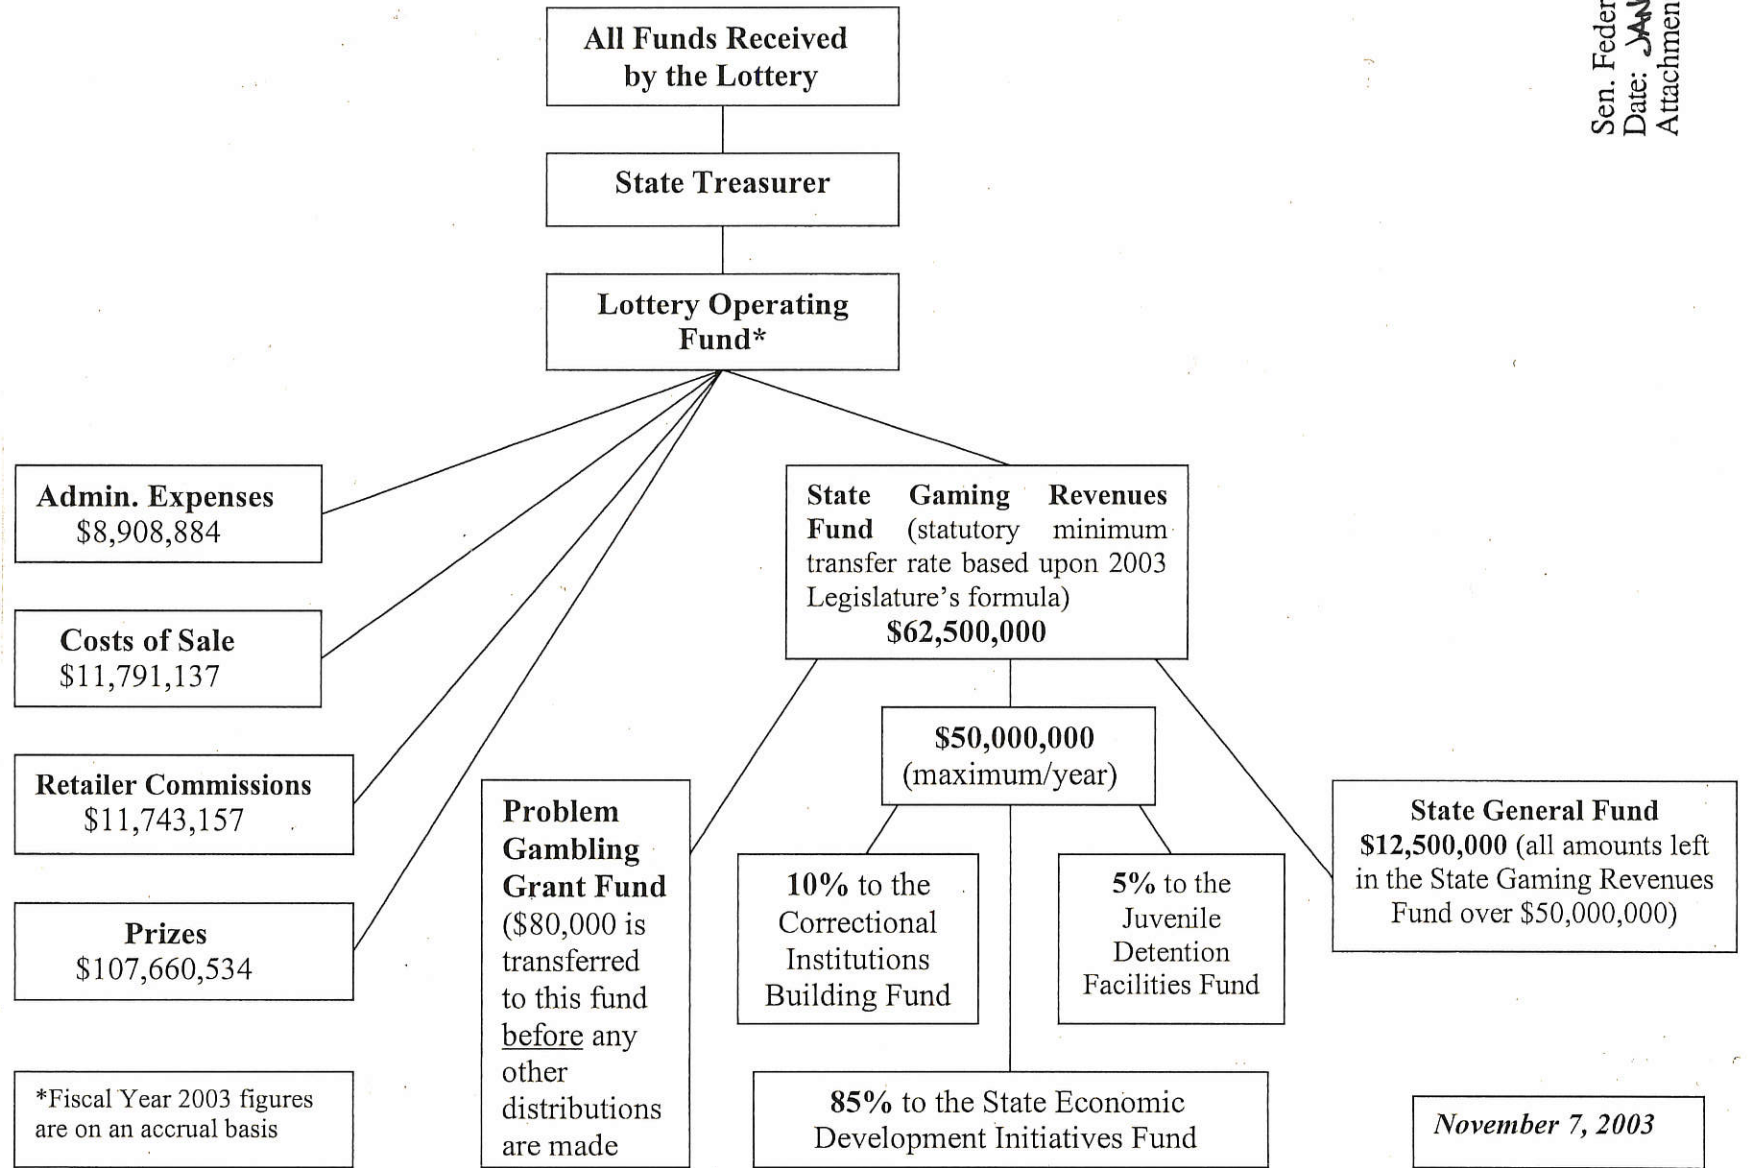 All Funds Received
by the Lottery
State Treasurer
Lottery Operating
Fund*
Admin. Expenses
$8,908,884
Costs of Sale
$11,791,137
Retailer Commissions
$11,743,157
Prizes
$107,660,534
*Fiscal Year 2003 figures
are on an accrual basis
State Gaming Revenues
Fund (statutory minimum
transfer rate based upon 2003
Legislature's formula)
$62,500,000
Problem
Gambling
Grant Fund
($80,000 is
transferred
to this fund
before any
other
distributions
are made
$50,000,000
(maximum/year)
10% to the
Correctional
Institutions
Building Fund
5% to the
Juvenile
Detention
Facilities Fund
85% to the State Economic
Development Initiatives Fund
State General Fund
$12,500,000 (all amounts left
in the State Gaming Revenues
Fund over $50,000,000)
November 7, 2003
Sen. Feder
Date: JAN
Attachmen